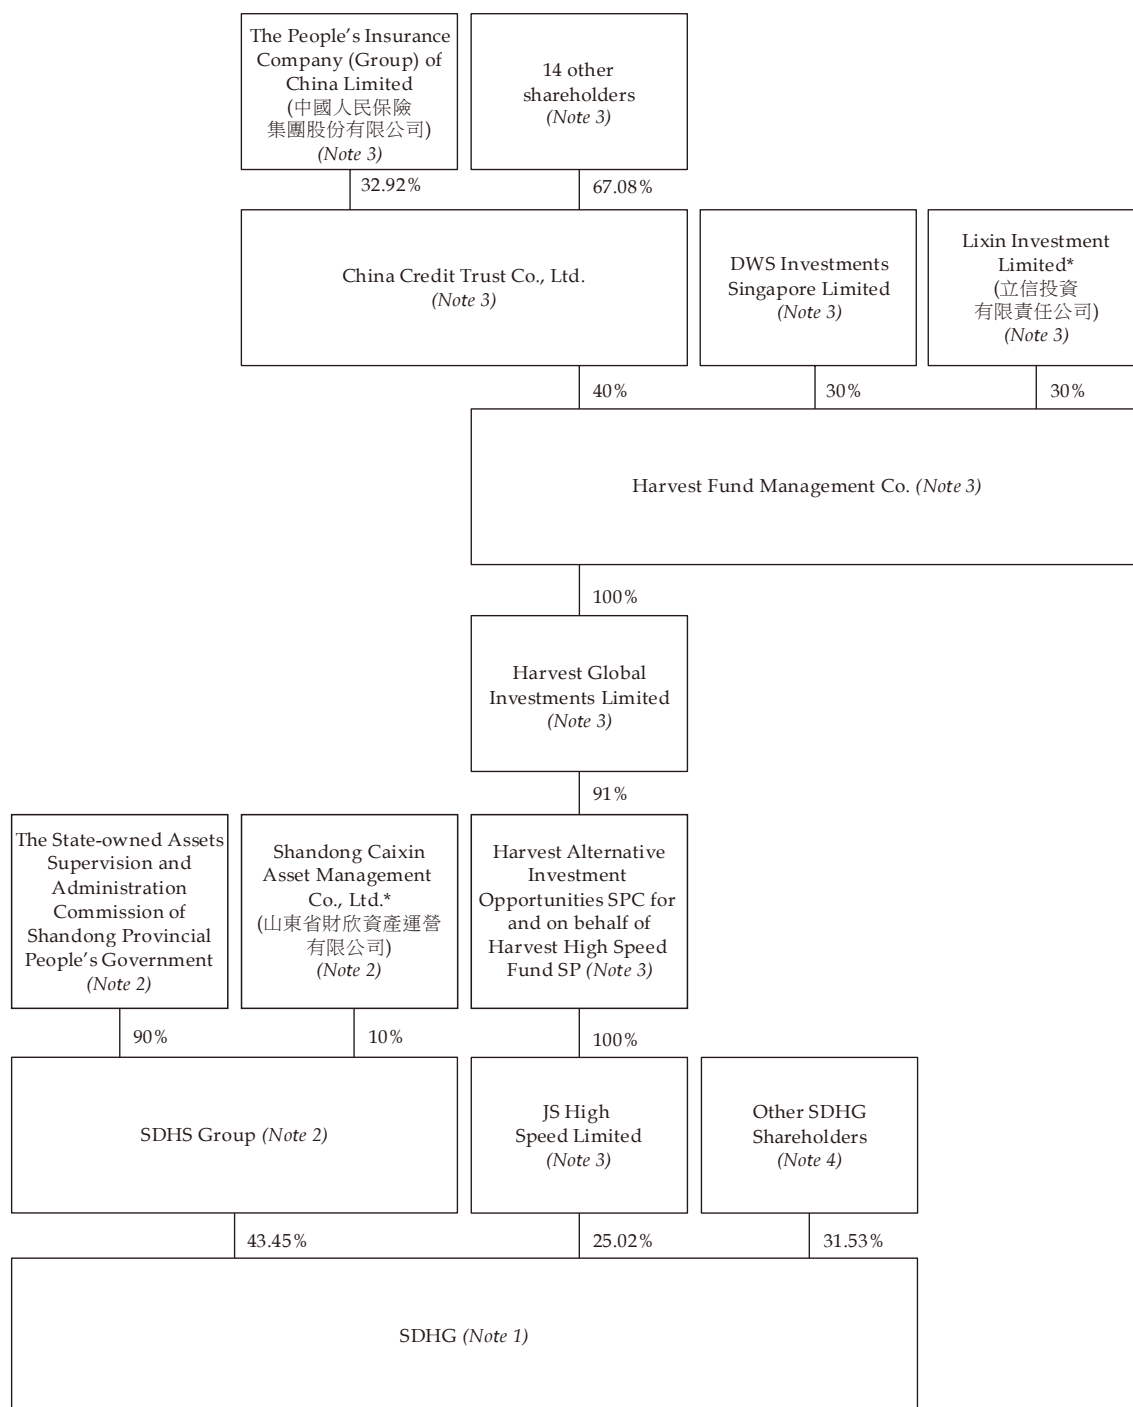 The People’s Insurance
Company (Group) of
China Limited
(中國人民保險
集團股份有限公司)
(Note 3)
14 other
shareholders
(Note 3)
32.92%
67.08%
China Credit Trust Co., Ltd.
(Note 3)
DWS Investments
Singapore Limited
(Note 3)
Lixin Investment
Limited*
(立信投資
有限責任公司)
(Note 3)
40%
30%
30%
Harvest Fund Management Co. (Note 3)
100%
Harvest Global
Investments Limited
(Note 3)
91%
The State-owned Assets
Supervision and
Administration
Commission of
Shandong Provincial
People’s Government
(Note 2)
Shandong Caixin
Asset Management
Co., Ltd.*
(山東省財欣資產運營
有限公司)
(Note 2)
Harvest Alternative
Investment
Opportunities SPC for
and on behalf of
Harvest High Speed
Fund SP (Note 3)
90%
10%
100%
SDHS Group (Note 2)
JS High
Speed Limited
(Note 3)
Other SDHG
Shareholders
(Note 4)
43.45%
25.02%
31.53%
SDHG (Note 1)